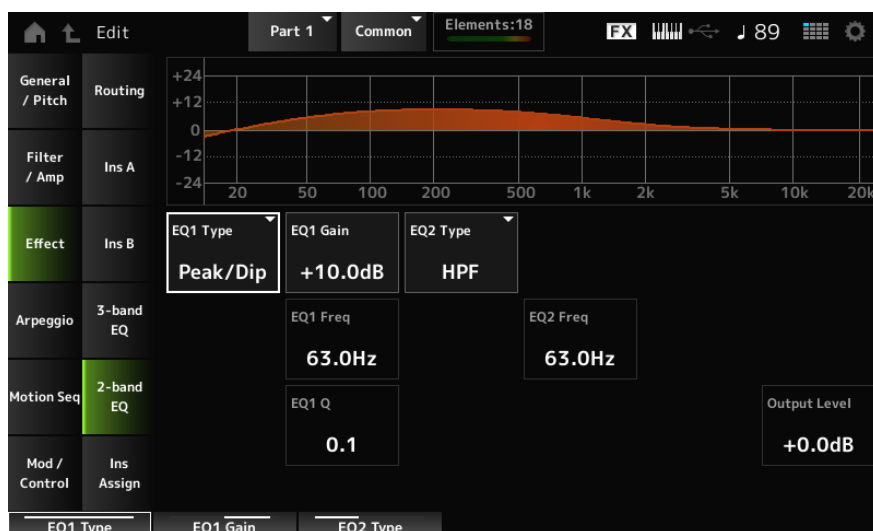 Edit
Part 1
Common
Elements:18
FX
♩ 89
General
/ Pitch
Routing
Filter
/ Amp
Ins A
Effect
Ins B
Arpeggio
3-band
EQ
Motion Seq
2-band
EQ
Mod /
Control
Ins
Assign
+24
+12
0
-12
-24
20 50 100 200 500 1k 2k 5k 10k 20k
EQ1 Type
Peak/Dip
EQ1 Gain
+10.0dB
EQ2 Type
HPF
EQ1 Freq
63.0Hz
EQ2 Freq
63.0Hz
EQ1 Q
0.1
Output Level
+0.0dB
EQ1 Type
EQ1 Gain
EQ2 Type